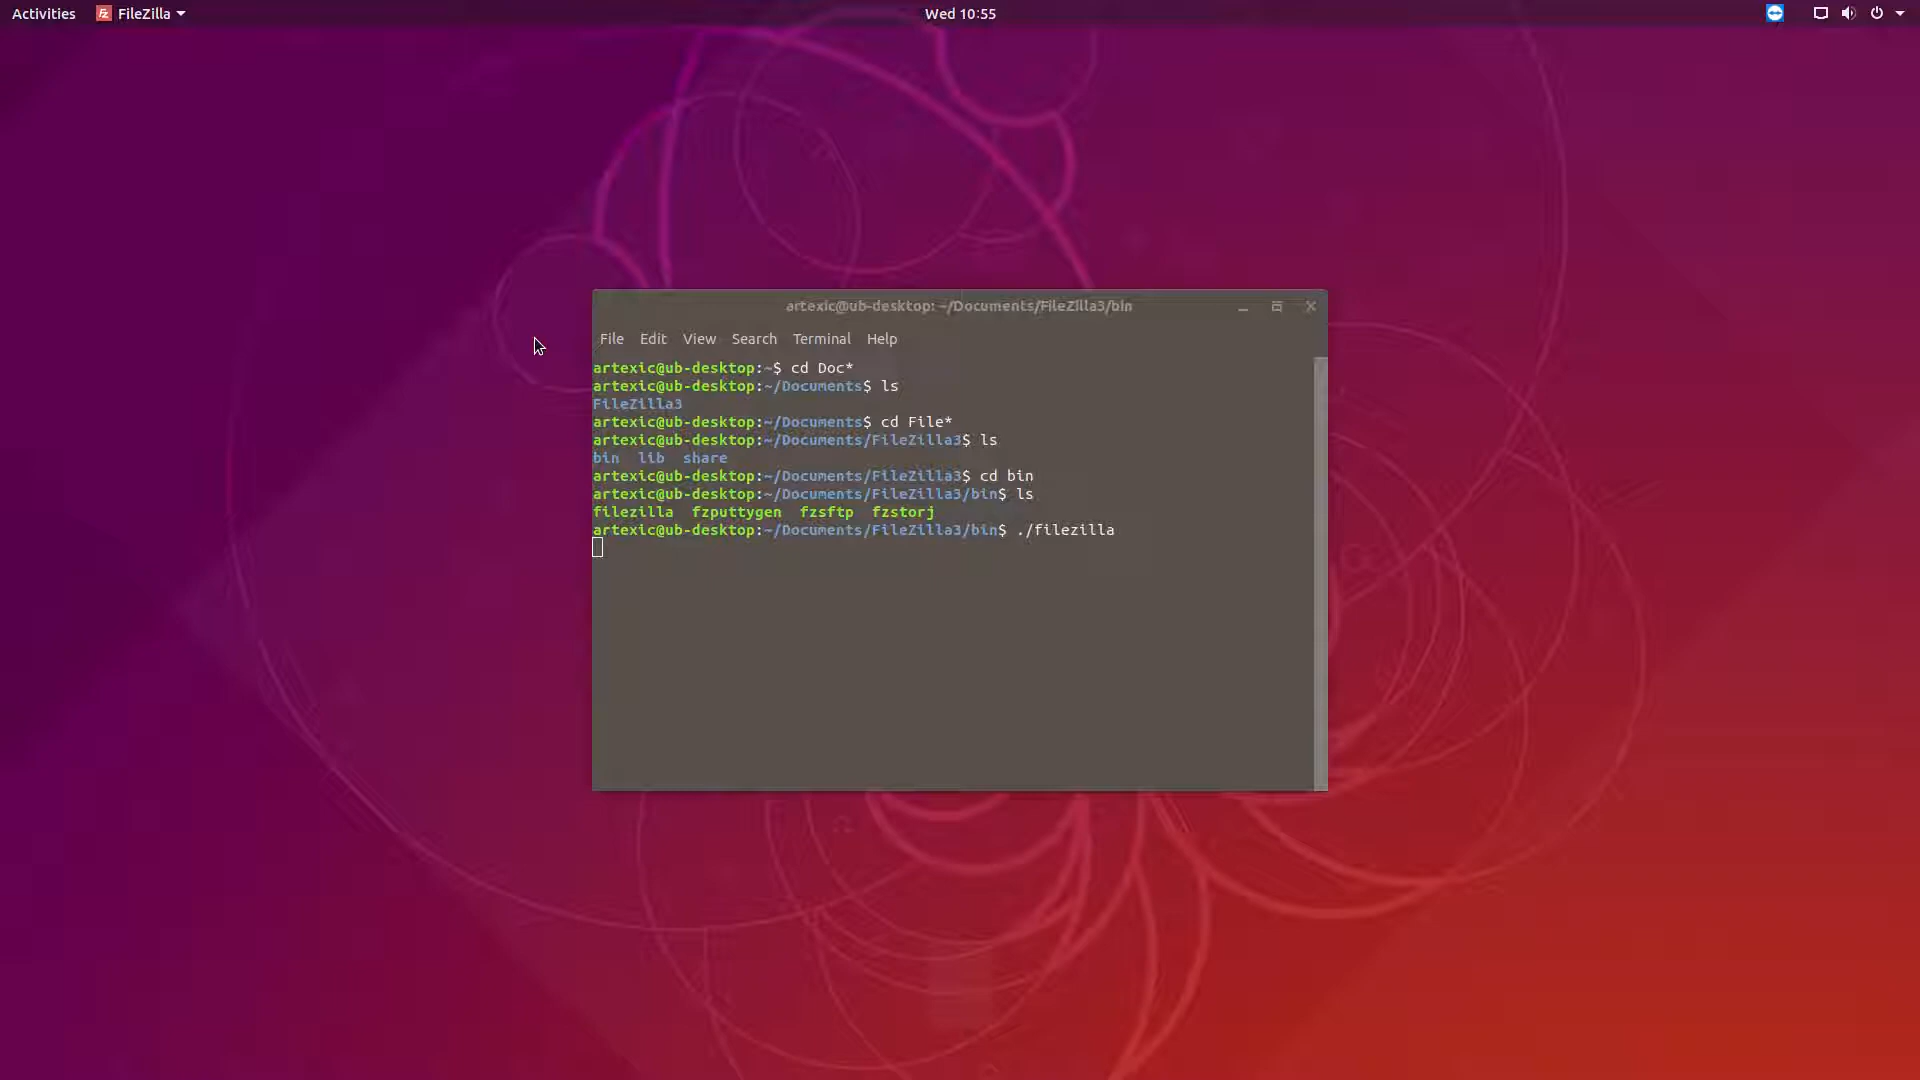 Activities FileZilla Wed 10:55
artexic@ub-desktop: ~/Documents/FileZilla3/bin
File Edit View Search Terminal Help
artexic@ub-desktop:~$ cd Doc*
artexic@ub-desktop:~/Documents$ ls
FileZilla3
artexic@ub-desktop:~/Documents$ cd File*
artexic@ub-desktop:~/Documents/FileZilla3$ ls
bin lib share
artexic@ub-desktop:~/Documents/FileZilla3$ cd bin
artexic@ub-desktop:~/Documents/FileZilla3/bin$ ls
filezilla fzputtygen fzsftp fzstorj
artexic@ub-desktop:~/Documents/FileZilla3/bin$ ./filezilla